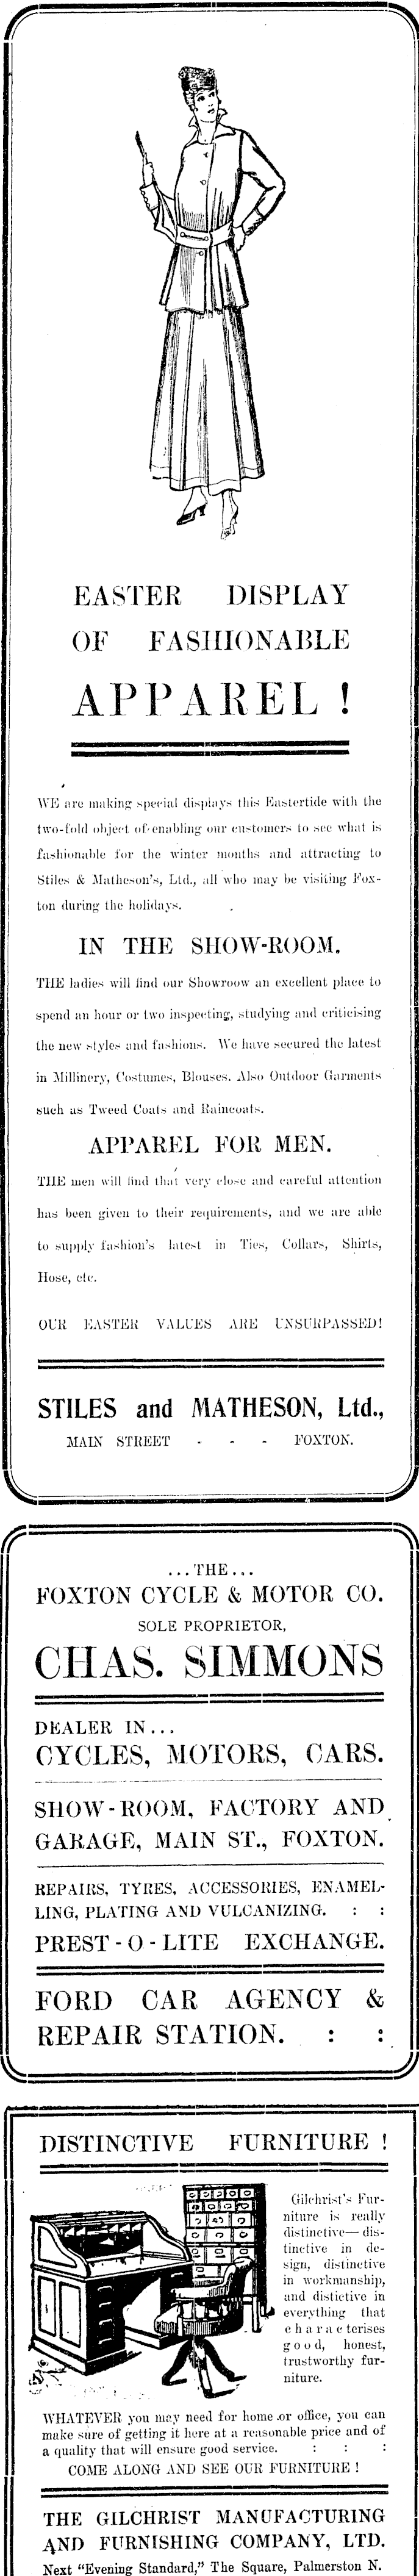 EASTER DISPLAY
OF FASHIONABLE
APPAREL !
WE are making special displays this Eastertide with the
two-fold object of enabling our customers to see what is
fashionable for the winter months and attracting to
Stiles & Matheson's, Ltd., all who may be visiting Fox-
ton during the holidays.
IN THE SHOW-ROOM.
THE ladies will find our Showroow an excellent place to
spend an hour or two inspecting, studying and criticising
the new styles and fashions. We have secured the latest
in Millinery, Costumes, Blouses. Also Outdoor Garments
such as Tweed Coats and Raincoats.
APPAREL FOR MEN.
THE men will find that very close and careful attention
has been given to their requirements, and we are able
to supply fashion's latest in Ties, Collars, Shirts,
Hose, etc.
OUR EASTER VALUES ARE UNSURPASSED!
STILES and MATHESON, Ltd.,
MAIN STREET - - - FOXTON.
...THE...
FOXTON CYCLE & MOTOR CO.
SOLE PROPRIETOR,
CHAS. SIMMONS
DEALER IN...
CYCLES, MOTORS, CARS.
SHOW-ROOM, FACTORY AND
GARAGE, MAIN ST., FOXTON.
REPAIRS, TYRES, ACCESSORIES, ENAMEL-
LING, PLATING AND VULCANIZING. : :
PREST-O-LITE EXCHANGE.
FORD CAR AGENCY &
REPAIR STATION. : :
DISTINCTIVE FURNITURE !
Gilchrist's Fur-
niture is really
distinctive—dis-
tinctive in de-
sign, distinctive
in workmanship,
and distictive in
everything that
characterises
good, honest,
trustworthy fur-
niture.
WHATEVER you may need for home or office, you can
make sure of getting it here at a reasonable price and of
a quality that will ensure good service. : : :
COME ALONG AND SEE OUR FURNITURE !
THE GILCHRIST MANUFACTURING
AND FURNISHING COMPANY, LTD.
Next "Evening Standard," The Square, Palmerston N.